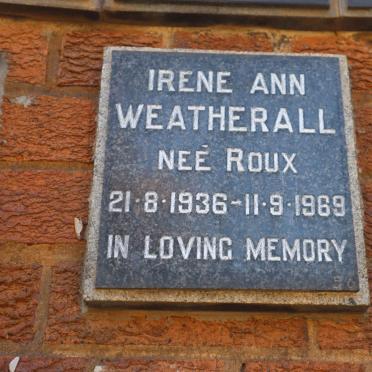 IRENE ANN
WEATHERALL
NEÉ ROUX
21·8·1936-11·9·1969
IN LOVING MEMORY